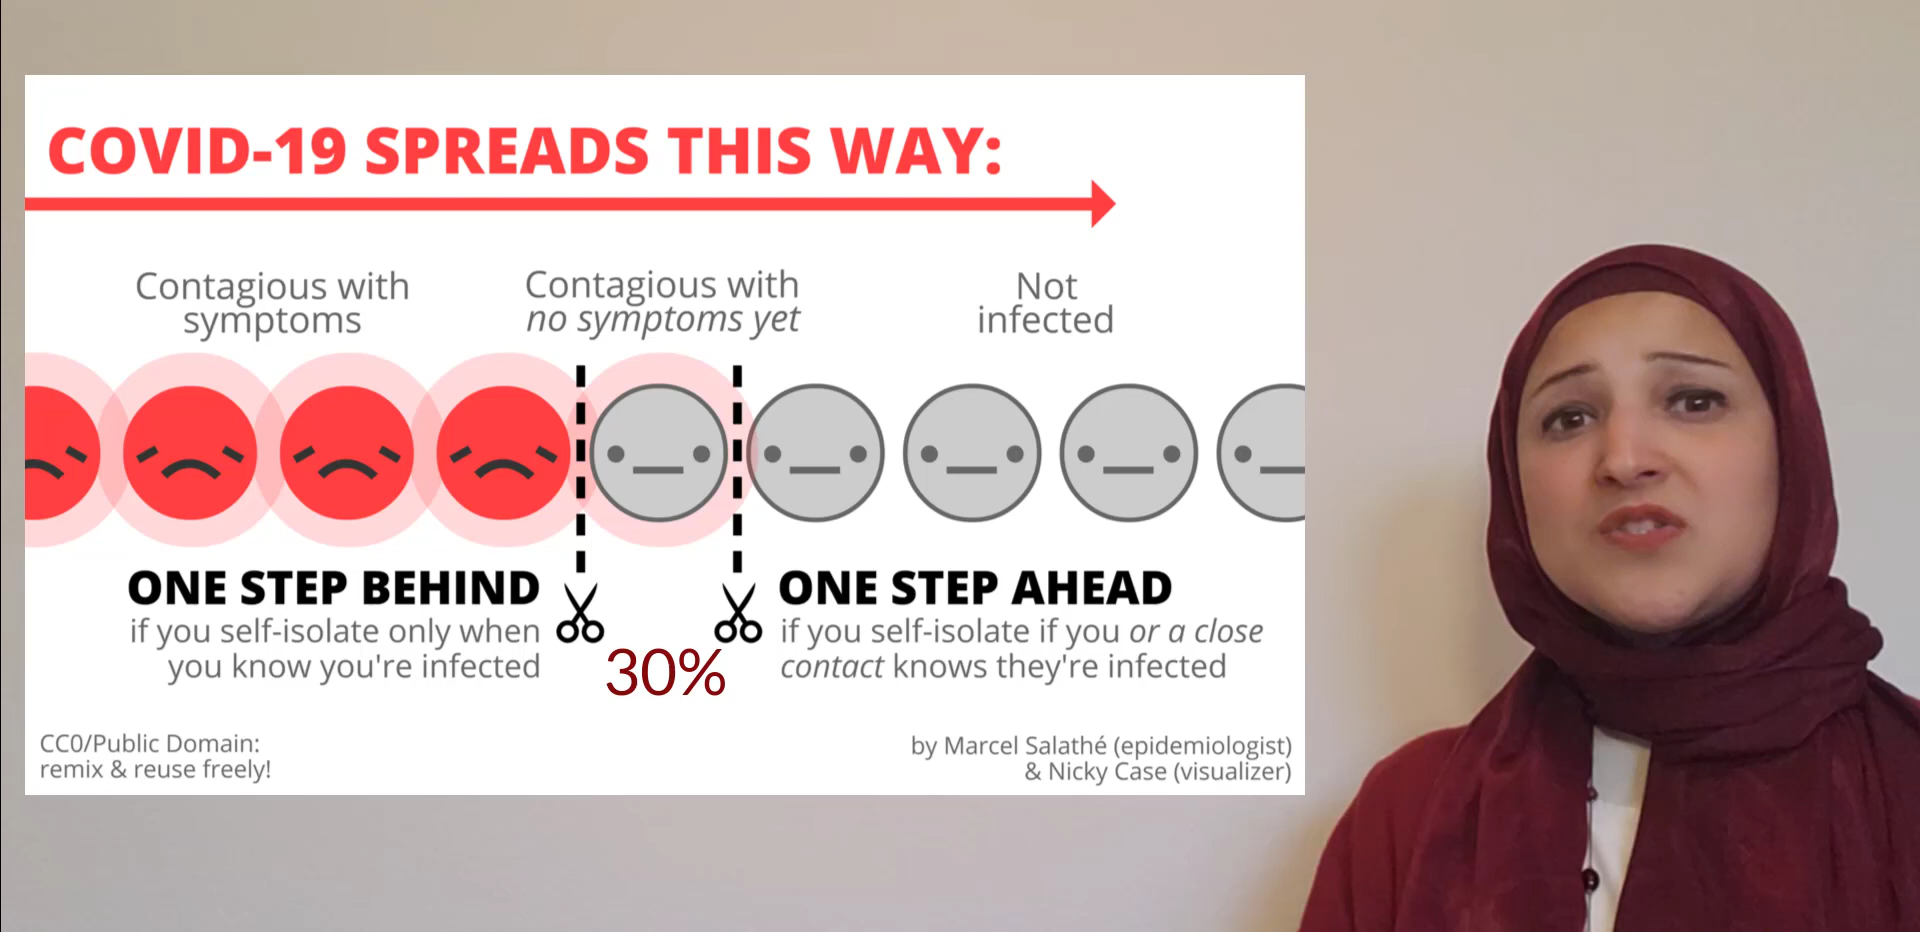 COVID-19 SPREADS THIS WAY:
Contagious with
symptoms
Contagious with
no symptoms yet
Not
infected
ONE STEP BEHIND
if you self-isolate only when
you know you're infected
30%
ONE STEP AHEAD
if you self-isolate if you or a close
contact knows they're infected
CC0/Public Domain:
remix & reuse freely!
by Marcel Salathé (epidemiologist)
& Nicky Case (visualizer)